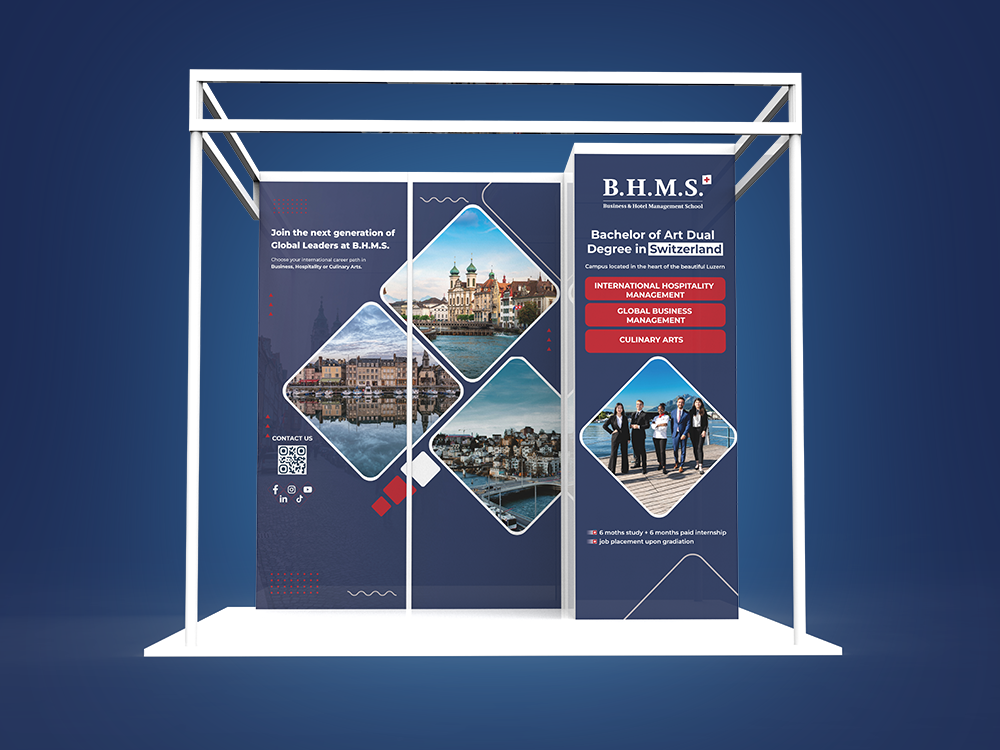 Join the next generation of
Global Leaders at B.H.M.S.
Choose your international career path in
Business, Hospitality or Culinary Arts.
CONTACT US
B.H.M.S.
Business & Hotel Management School
Bachelor of Art Dual
Degree in Switzerland
Campus located in the heart of the beautiful Luzern
INTERNATIONAL HOSPITALITY
MANAGEMENT
GLOBAL BUSINESS
MANAGEMENT
CULINARY ARTS
6 moths study + 6 months paid internship
job placement upon gradiation